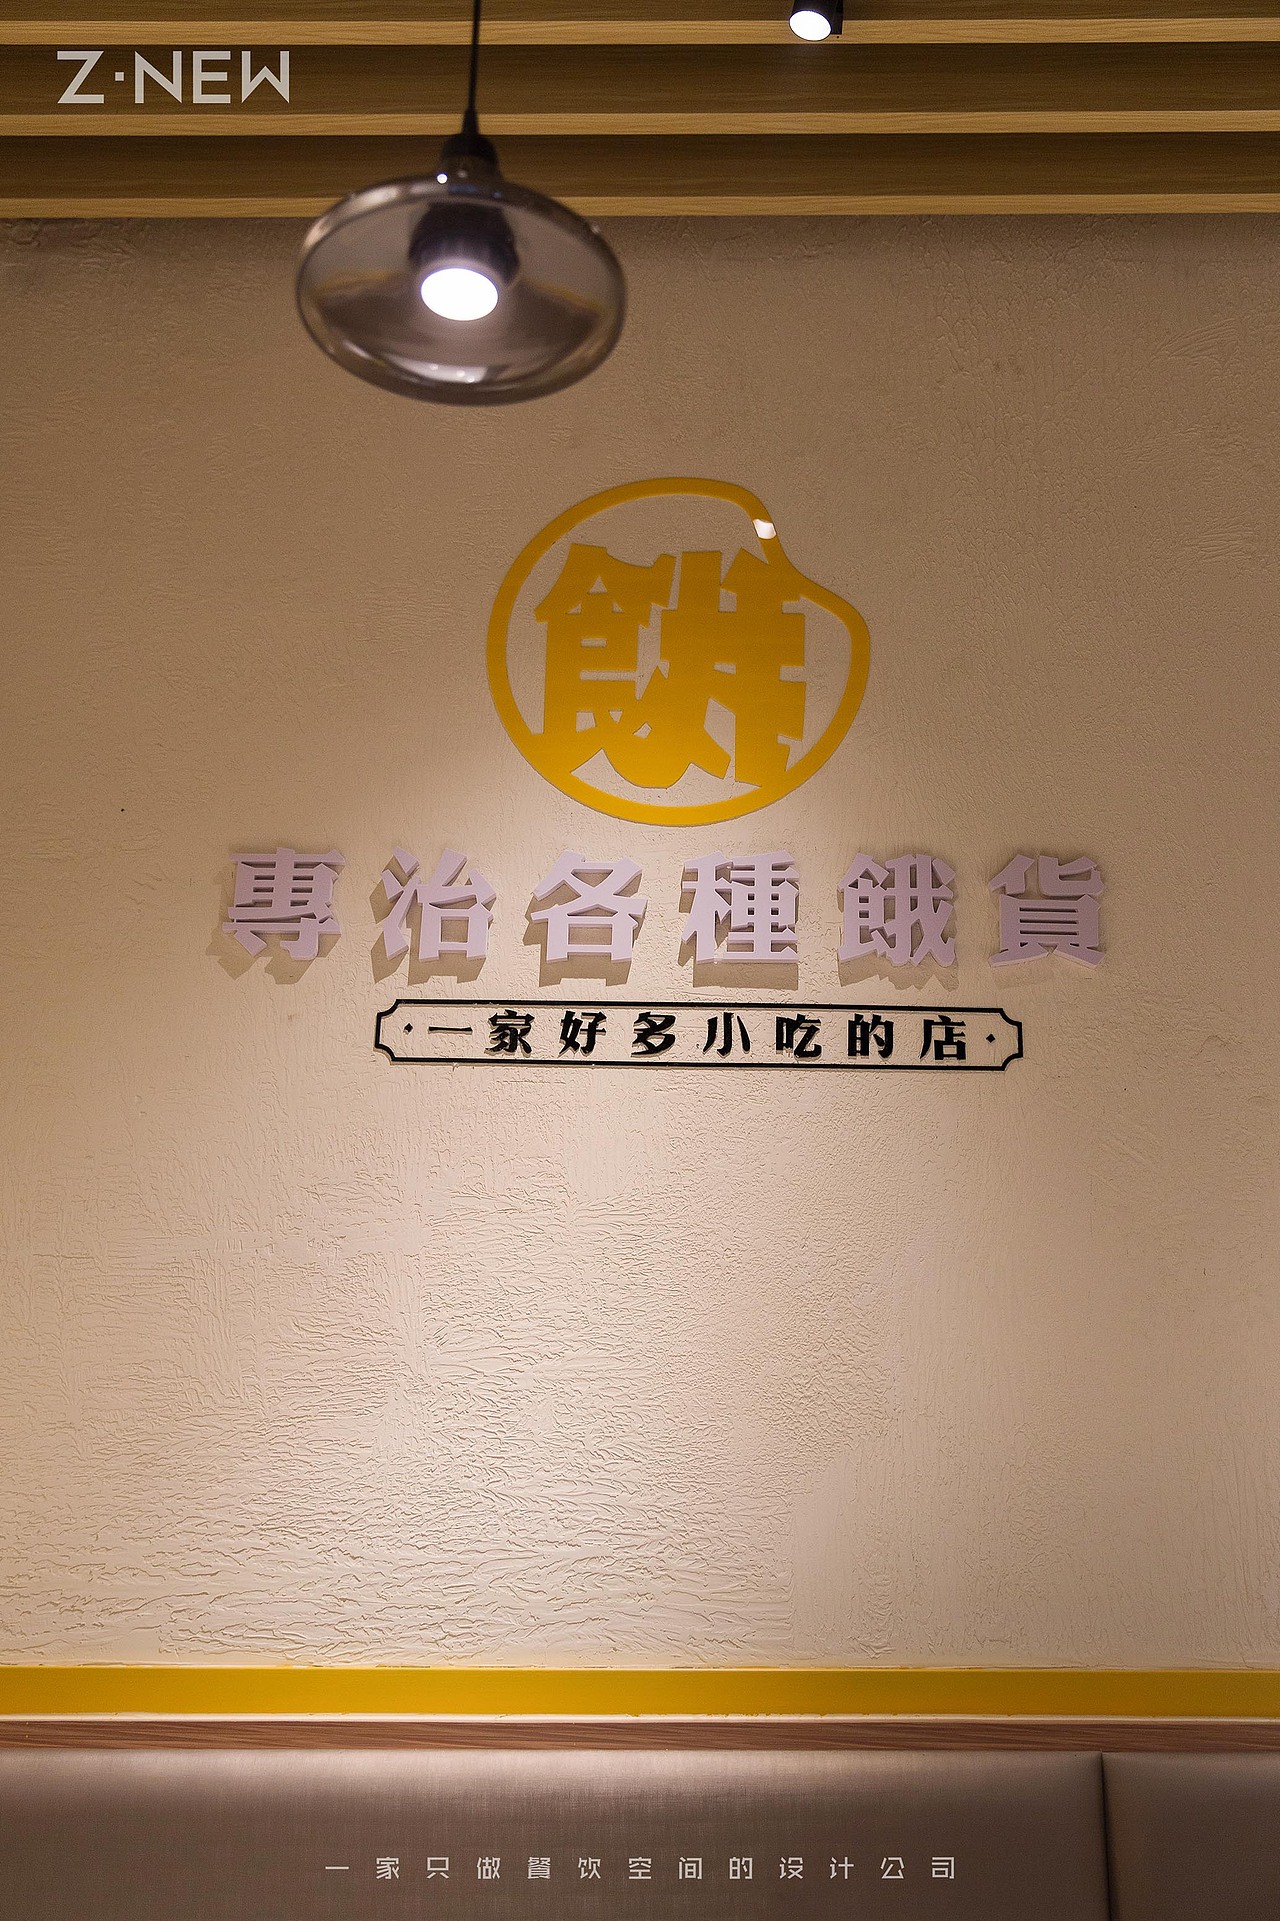 Z·NEW
餅
專治各種餓貨
·一家好多小吃的店·
一家只做餐饮空间的设计公司